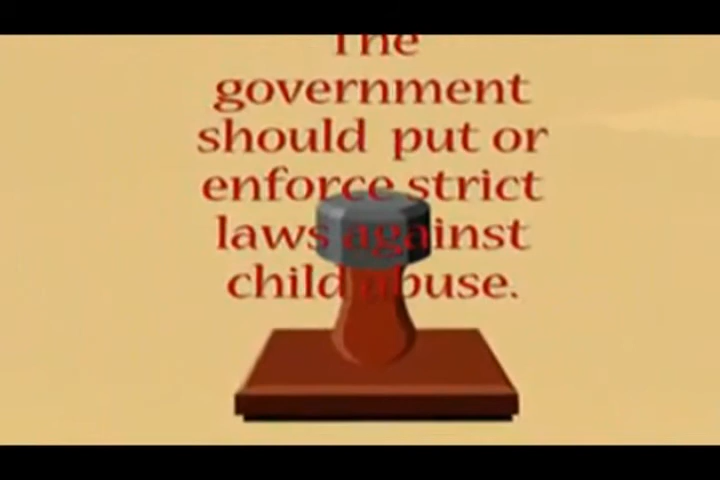 The
government
should put or
enforce strict
laws against
child abuse.